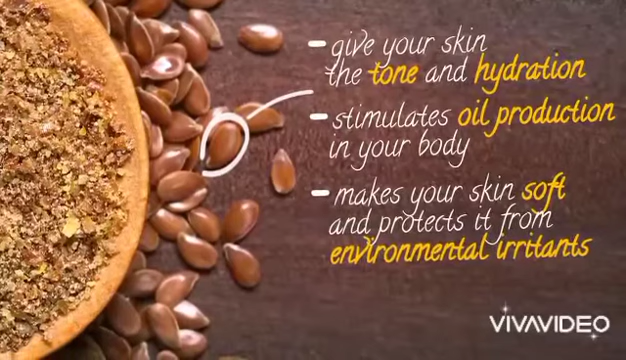 - give your skin
the tone and hydration
- stimulates oil production
in your body
- makes your skin soft
and protects it from
environmental irritants
VIVAVIDEO